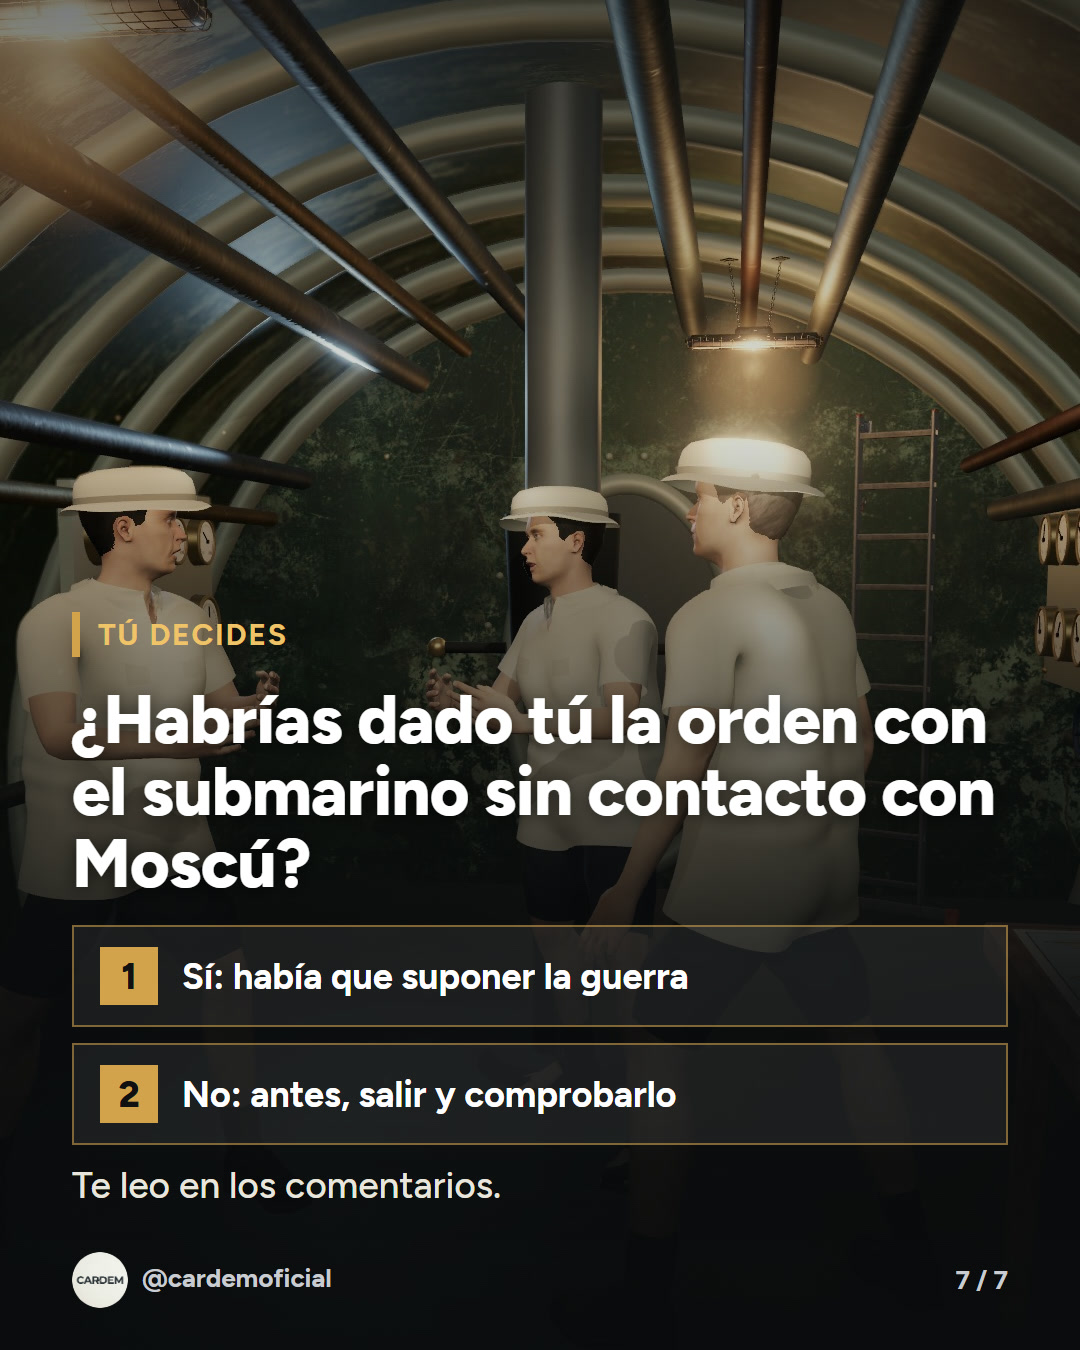 TÚ DECIDES
¿Habrías dado tú la orden con
el submarino sin contacto con
Moscú?
1 Sí: había que suponer la guerra
2 No: antes, salir y comprobarlo
Te leo en los comentarios.
CARDEM @cardemoficial
7 / 7